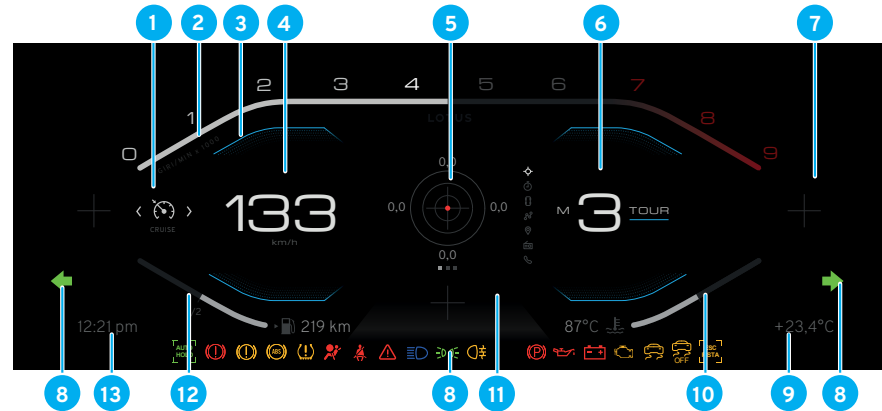 1 2 3 4 5 6 7
0 1 2 3 4 5 6 7 8 9
LOTUS
0,0
CRUISE
133
km/h
0,0 0,0
0,0
M 3 TOUR
/2
12:21 pm
219 km
87°C
+23,4°C
AUTO HOLD
ABS
P
OFF
8 13 12 8 11 10 9 8